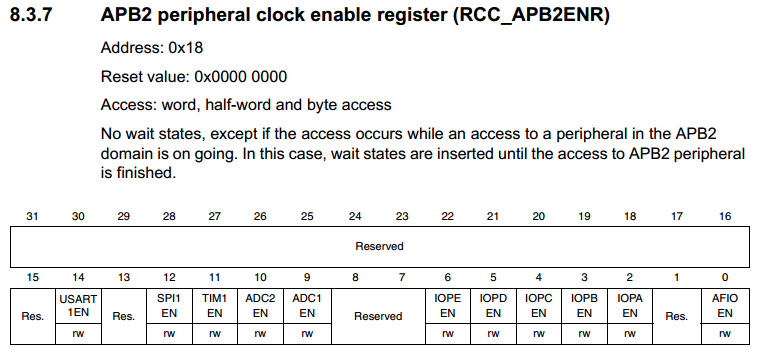 8.3.7 APB2 peripheral clock enable register (RCC_APB2ENR)
Address: 0x18
Reset value: 0x0000 0000
Access: word, half-word and byte access
No wait states, except if the access occurs while an access to a peripheral in the APB2
domain is on going. In this case, wait states are inserted until the access to APB2 peripheral
is finished.
31 30 29 28 27 26 25 24 23 22 21 20 19 18 17 16
Reserved
15 14 13 12 11 10 9 8 7 6 5 4 3 2 1 0
Res. USART 1EN Res. SPI1 EN TIM1 EN ADC2 EN ADC1 EN Reserved IOPE EN IOPD EN IOPC EN IOPB EN IOPA EN Res. AFIO EN
rw rw rw rw rw rw rw rw rw rw rw